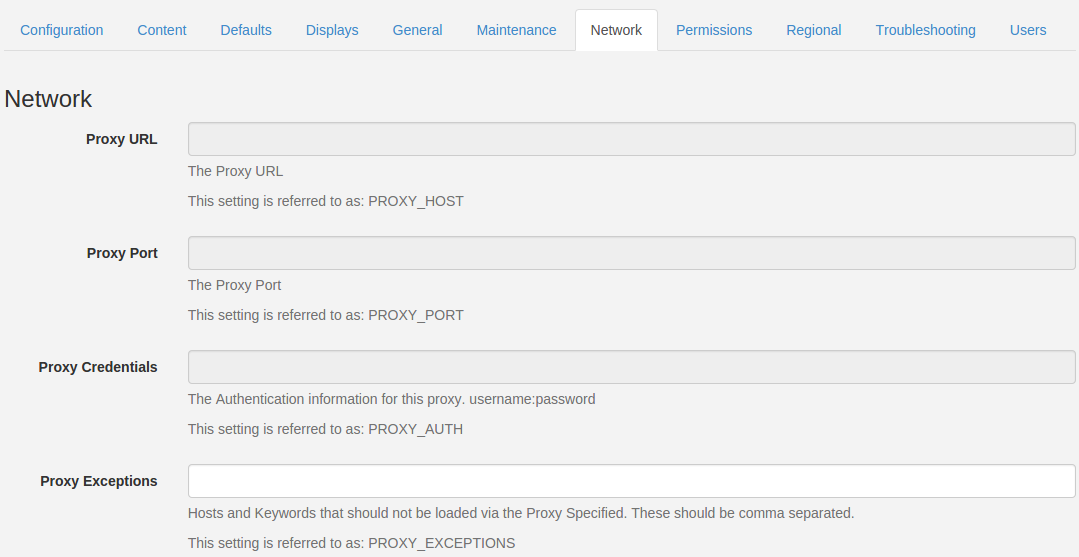 Configuration Content Defaults Displays General Maintenance Network Permissions Regional Troubleshooting Users
Network
Proxy URL
The Proxy URL
This setting is referred to as: PROXY_HOST
Proxy Port
The Proxy Port
This setting is referred to as: PROXY_PORT
Proxy Credentials
The Authentication information for this proxy. username:password
This setting is referred to as: PROXY_AUTH
Proxy Exceptions
Hosts and Keywords that should not be loaded via the Proxy Specified. These should be comma separated.
This setting is referred to as: PROXY_EXCEPTIONS